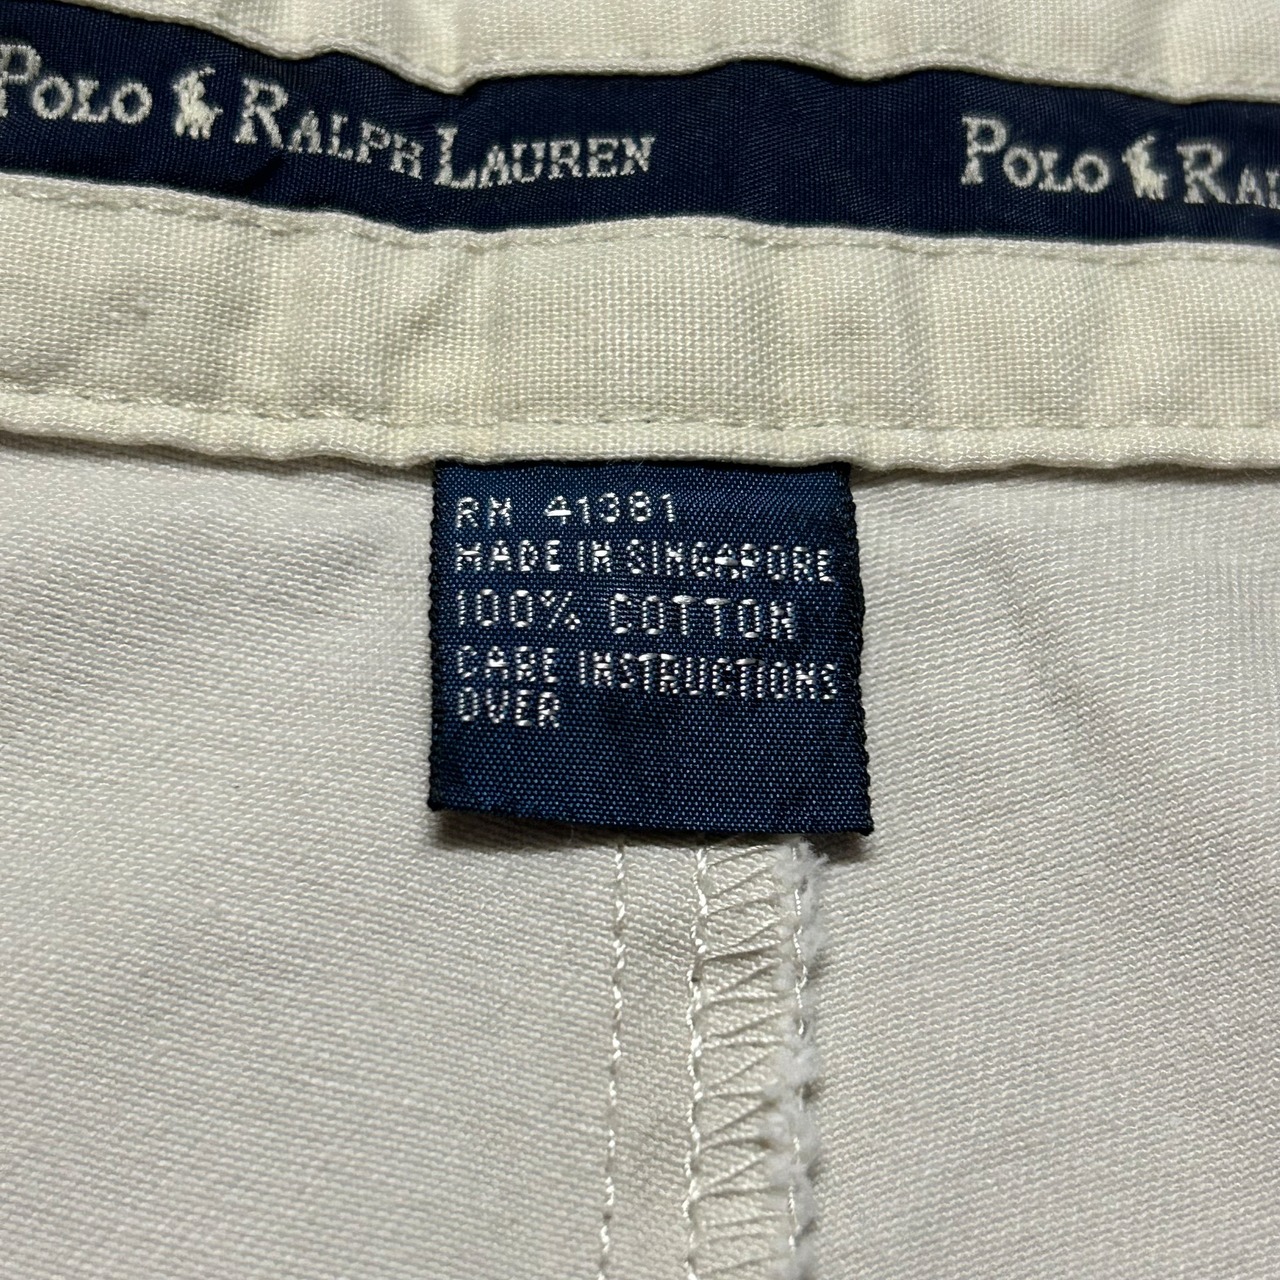 POLO RALPH LAUREN POLO RAL
RN 41381
MADE IN SINGAPORE
100% COTTON
CARE INSTRUCTIONS
OVER